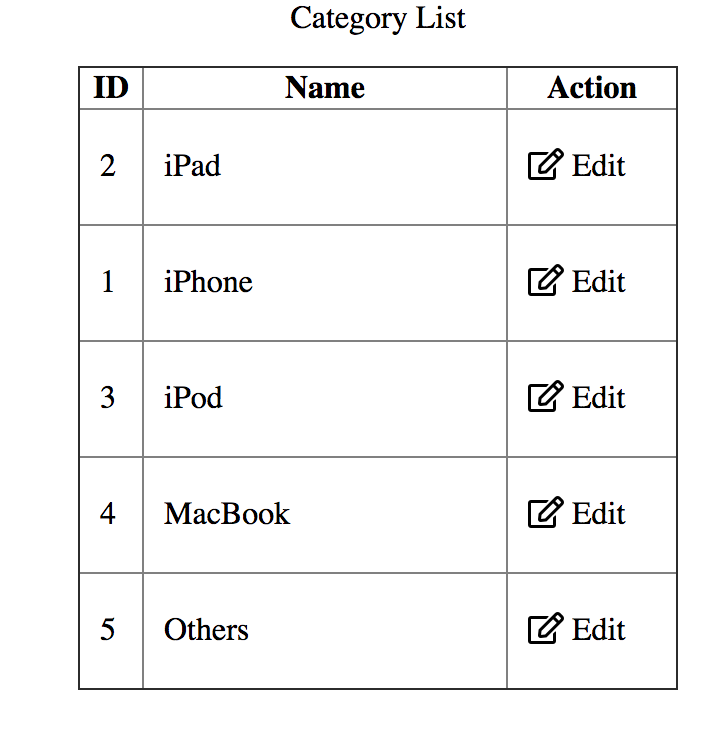 Category List
ID Name Action
2 iPad Edit
1 iPhone Edit
3 iPod Edit
4 MacBook Edit
5 Others Edit